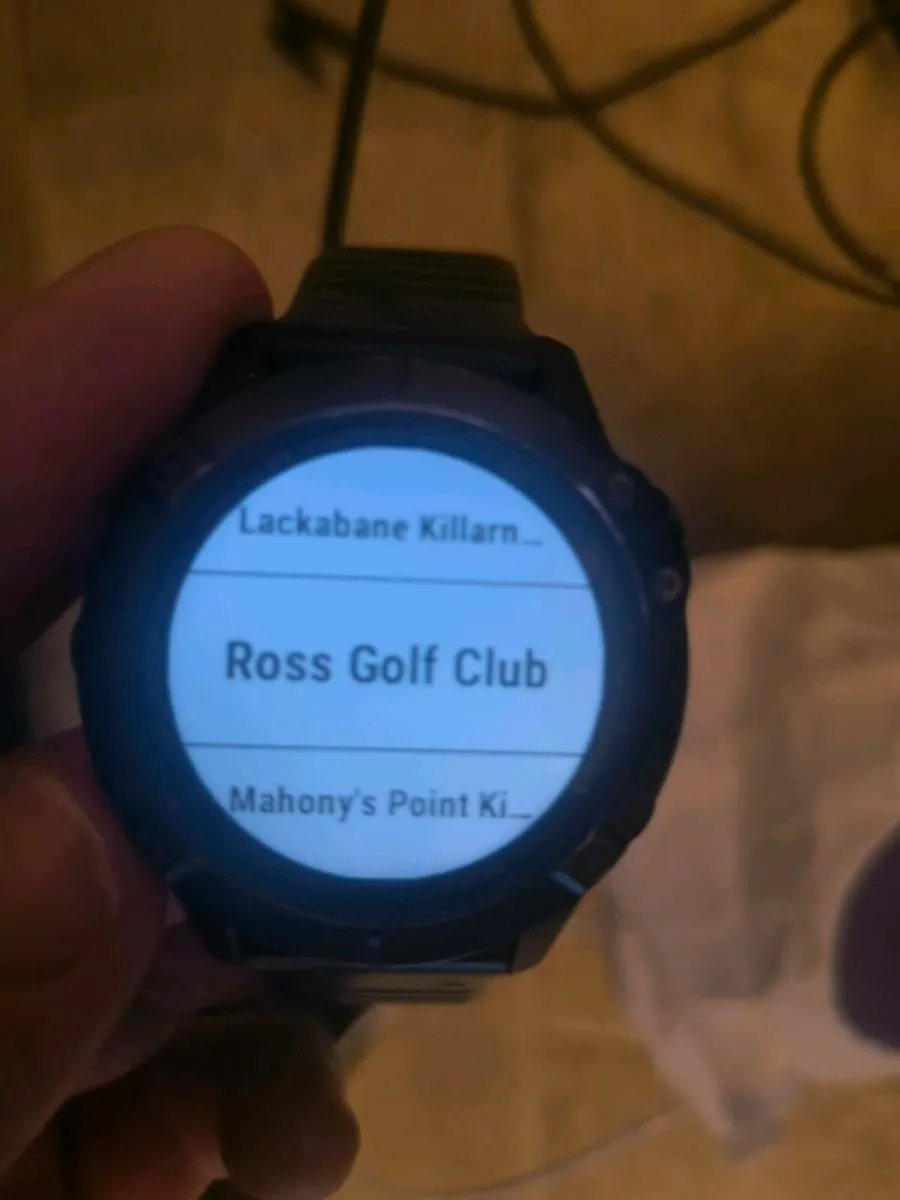 Lackabane Killarn...
Ross Golf Club
Mahony's Point Ki...